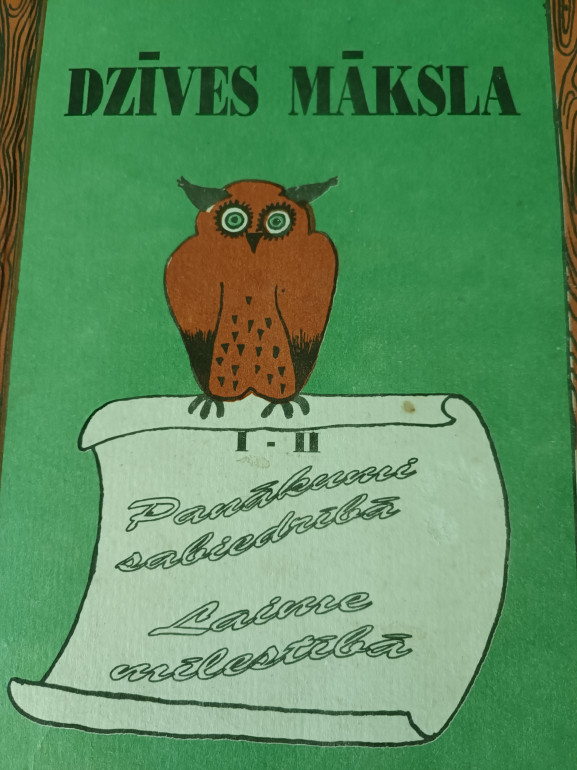 DZĪVES MĀKSLA
I - II
Panākumi
sabiedrībā
Laime
mīlestībā